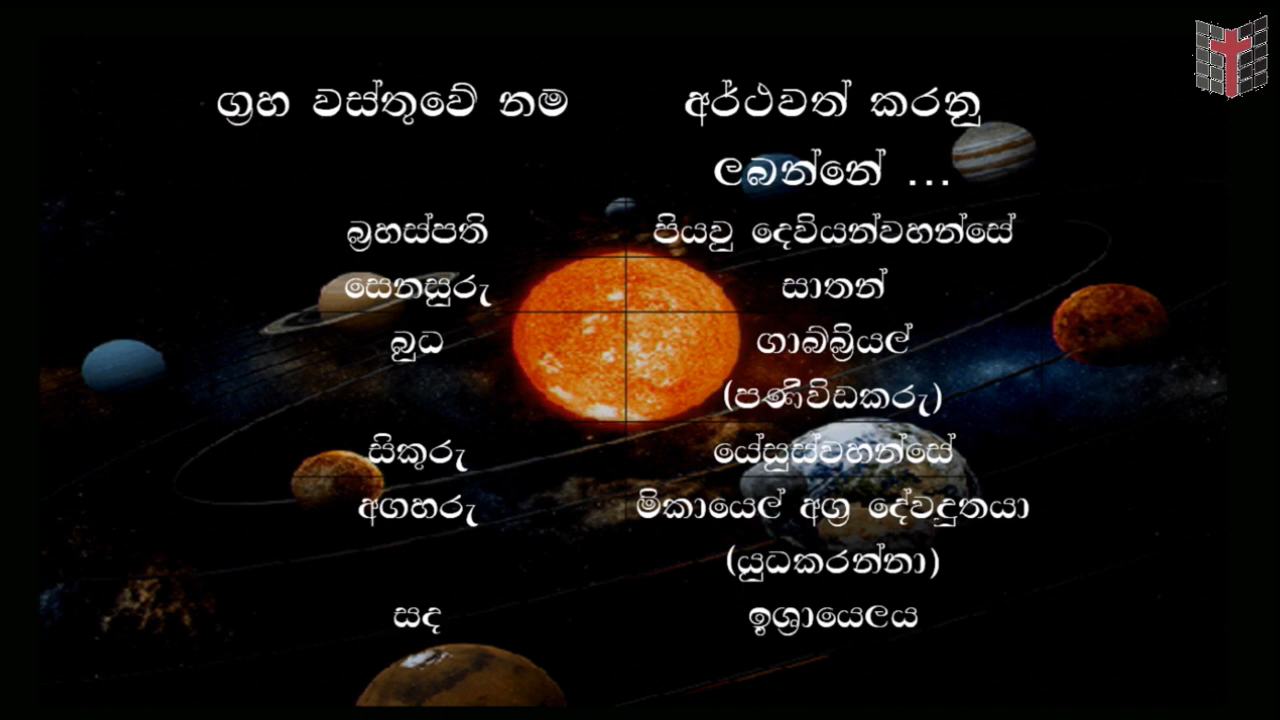 ග්‍රහ වස්තුවේ නම අර්ථවත් කරනු
ලබන්නේ ...
බ්‍රහස්පති පියවු දෙවියන්වහන්සේ
සෙනසුරු සාතන්
බුධ ගාබ්බ්‍රියල්
(පණිවිඩකරු)
සිකුරු යේසූස්වහන්සේ
අගහරු මිකායෙල් අග්‍ර දේවදුතයා
(යුධකරන්නා)
සඳ ඉශ්‍රායෙලය